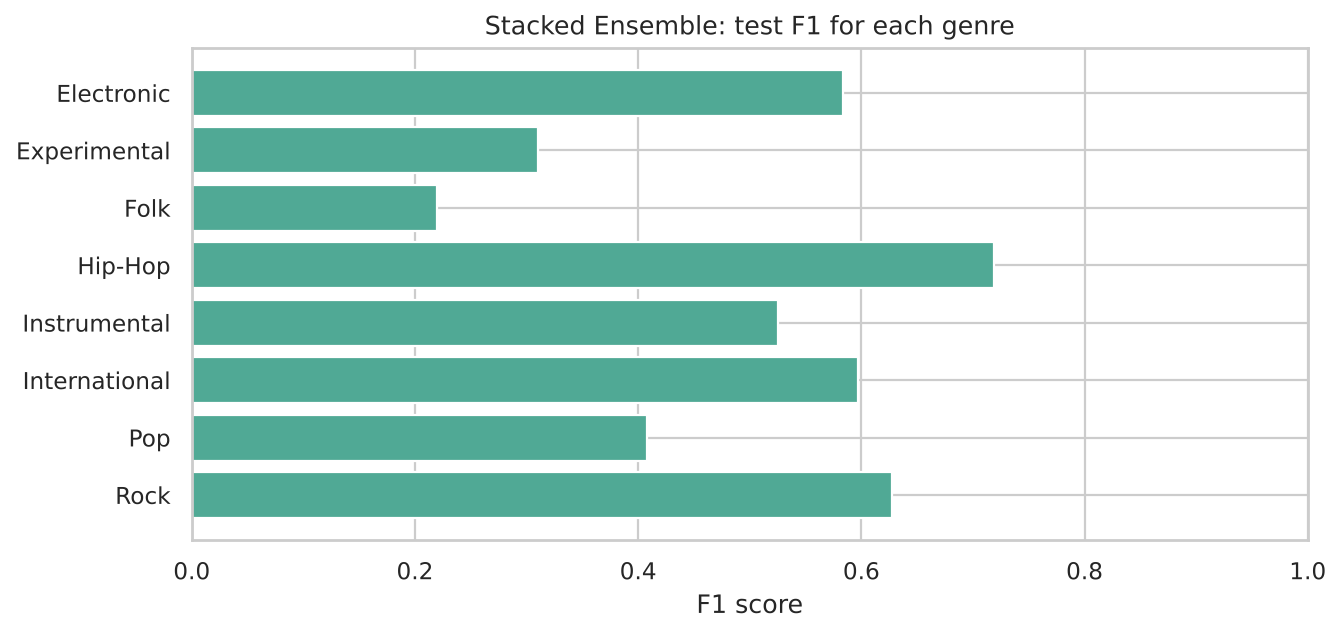 Stacked Ensemble: test F1 for each genre
Electronic
Experimental
Folk
Hip-Hop
Instrumental
International
Pop
Rock
0.0 0.2 0.4 0.6 0.8 1.0
F1 score